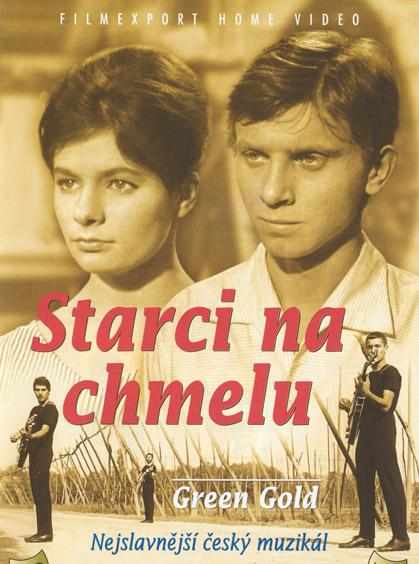 FILMEXPORT HOME VIDEO
Starci na
chmelu
Green Gold
Nejslavnější český muzikál